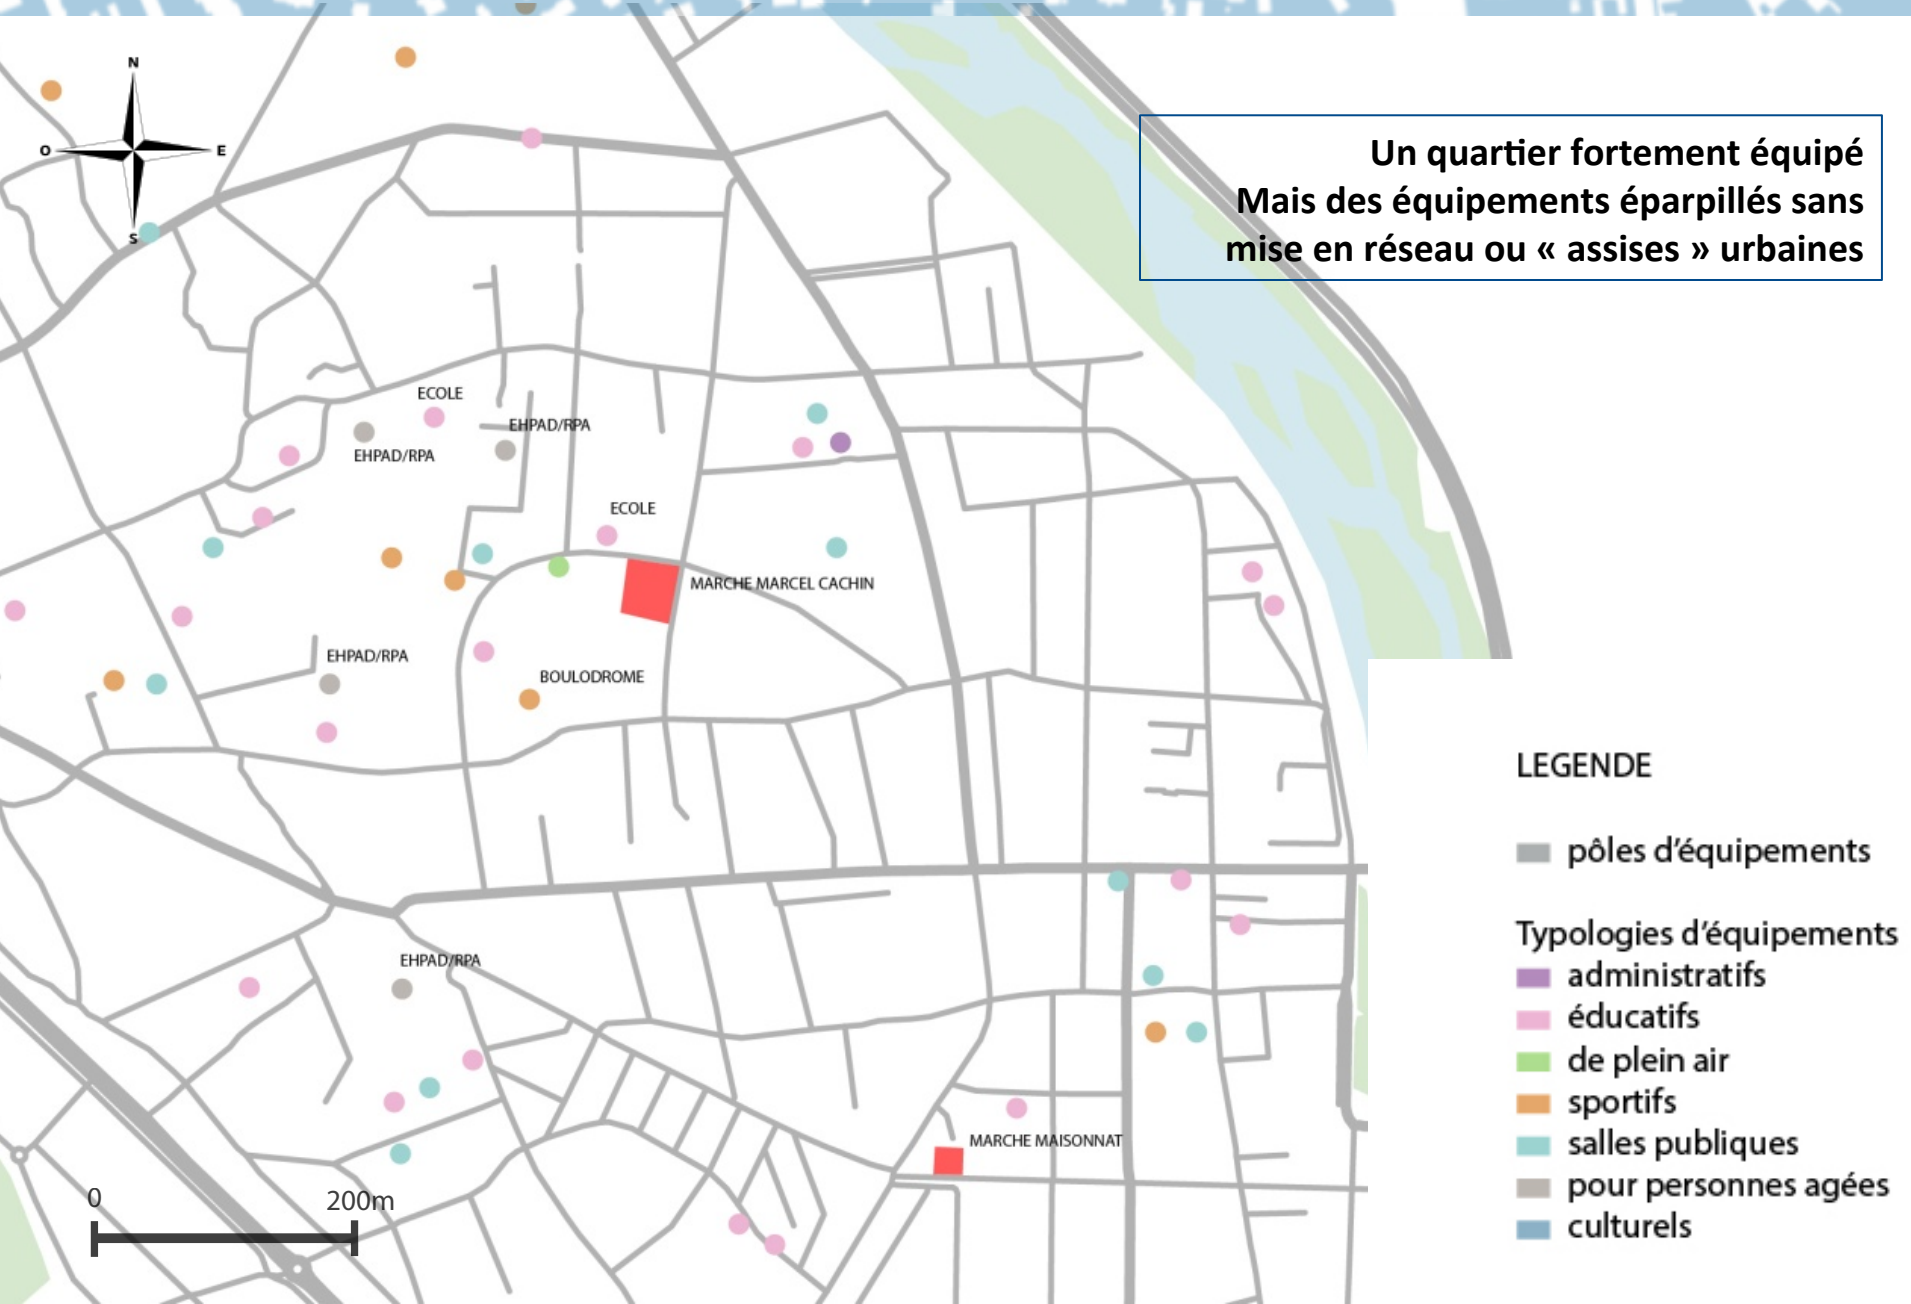 N
O
E
S
Un quartier fortement équipé
Mais des équipements éparpillés sans
mise en réseau ou « assises » urbaines
ECOLE
EHPAD/RPA
EHPAD/RPA
ECOLE
MARCHE MARCEL CACHIN
EHPAD/RPA
BOULODROME
EHPAD/RPA
MARCHE MAISONNAT
0
200m
LEGENDE
pôles d'équipements
Typologies d'équipements
administratifs
éducatifs
de plein air
sportifs
salles publiques
pour personnes agées
culturels